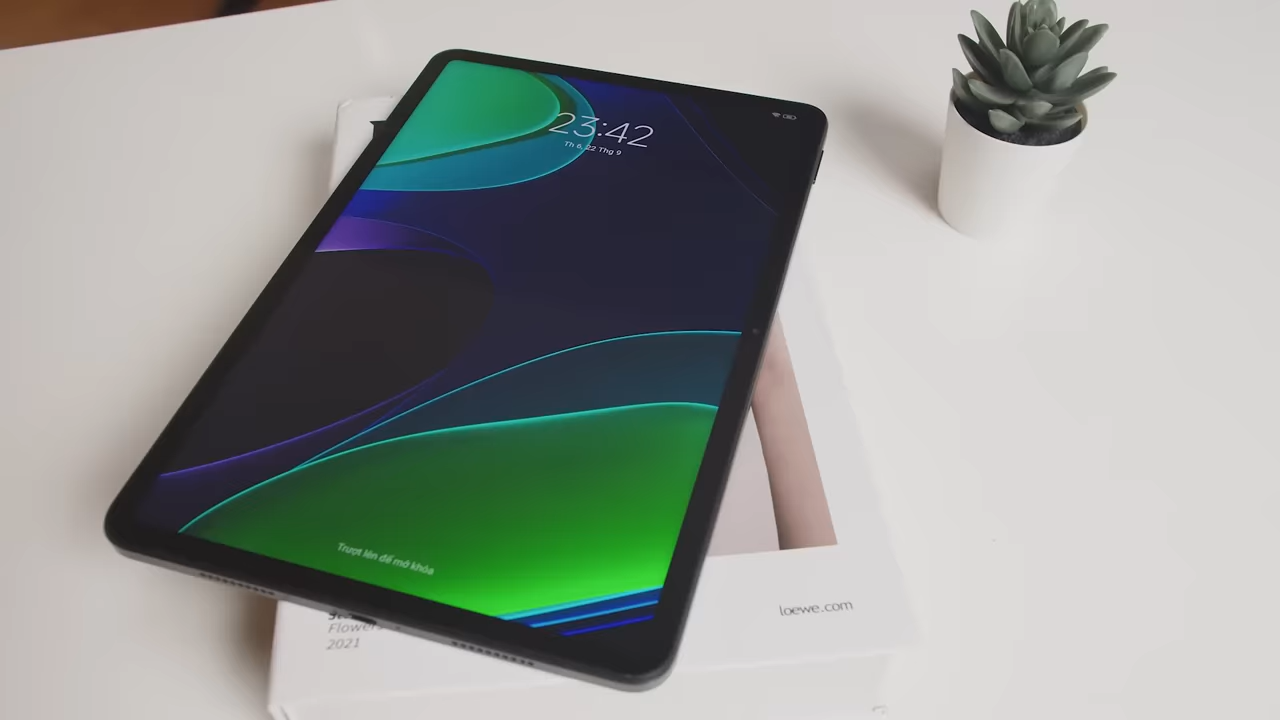 23:42
Th 6, 22 Thg 9
Trượt lên để mở khóa
loewe.com
Flowers
2021